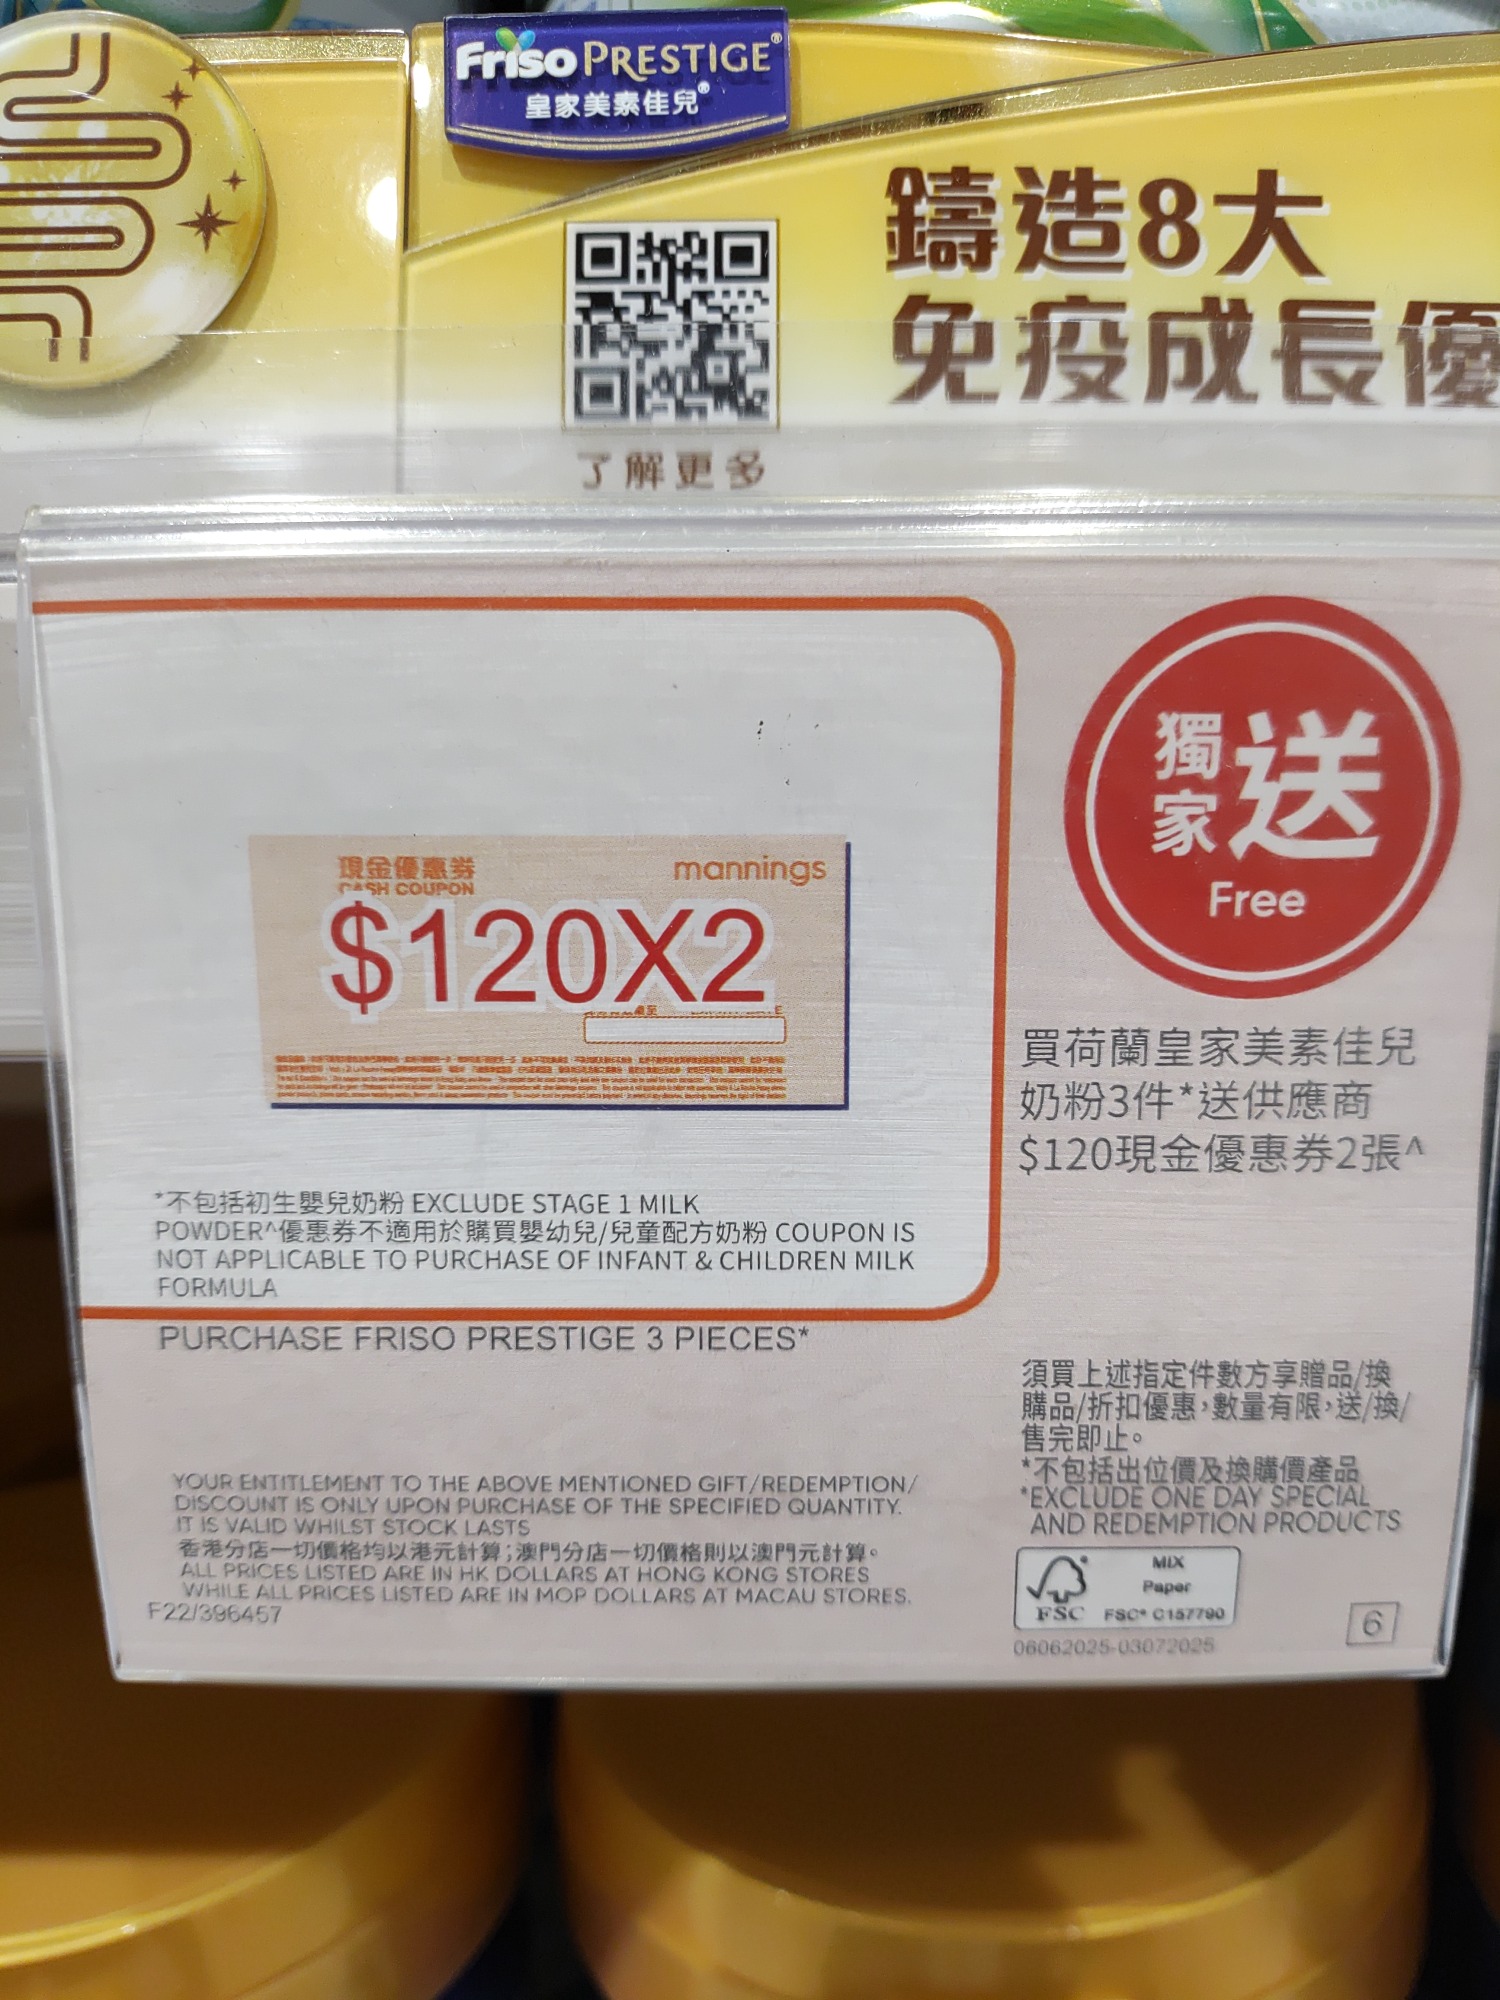 Friso PRESTIGE®
皇家美素佳兒®
鑄造8大
免疫成長優
了解更多
獨家送
Free
現金優惠券
mannings
CASH COUPON
$120X2
買荷蘭皇家美素佳兒
奶粉3件*送供應商
$120現金優惠券2張^
*不包括初生嬰兒奶粉 EXCLUDE STAGE 1 MILK
POWDER^優惠券不適用於購買嬰幼兒/兒童配方奶粉 COUPON IS
NOT APPLICABLE TO PURCHASE OF INFANT & CHILDREN MILK
FORMULA
PURCHASE FRISO PRESTIGE 3 PIECES*
須買上述指定件數方享贈品/換
購品/折扣優惠，數量有限，送/換/
售完即止。
*不包括出位價及換購價產品
*EXCLUDE ONE DAY SPECIAL
AND REDEMPTION PRODUCTS
YOUR ENTITLEMENT TO THE ABOVE MENTIONED GIFT/REDEMPTION/
DISCOUNT IS ONLY UPON PURCHASE OF THE SPECIFIED QUANTITY.
IT IS VALID WHILST STOCK LASTS
香港分店一切價格均以港元計算；澳門分店一切價格則以澳門元計算。
ALL PRICES LISTED ARE IN HK DOLLARS AT HONG KONG STORES
WHILE ALL PRICES LISTED ARE IN MOP DOLLARS AT MACAU STORES.
F22/396457
MIX
Paper
FSC
FSC® C157790
6
06062025-03072025